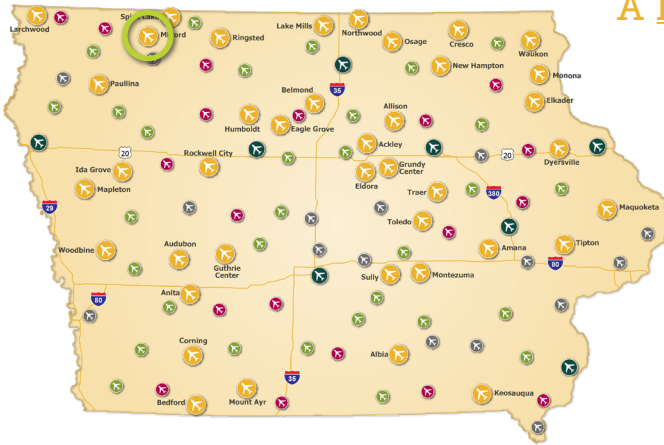 A
Larchwood
Spirit Lake
Milford
Ringsted
Lake Mills
Northwood
Osage
Cresco
Waukon
New Hampton
Monona
Paullina
Belmond
35
Elkader
Humboldt
Eagle Grove
Allison
Ackley
20
Rockwell City
20
Dyersville
Ida Grove
Grundy
Center
Mapleton
Eldora
Traer
380
29
Maquoketa
Toledo
Woodbine
Audubon
Guthrie
Center
Amana
Tipton
80
Sully
Montezuma
Anita
80
Corning
Albia
35
Bedford
Mount Ayr
Keosauqua